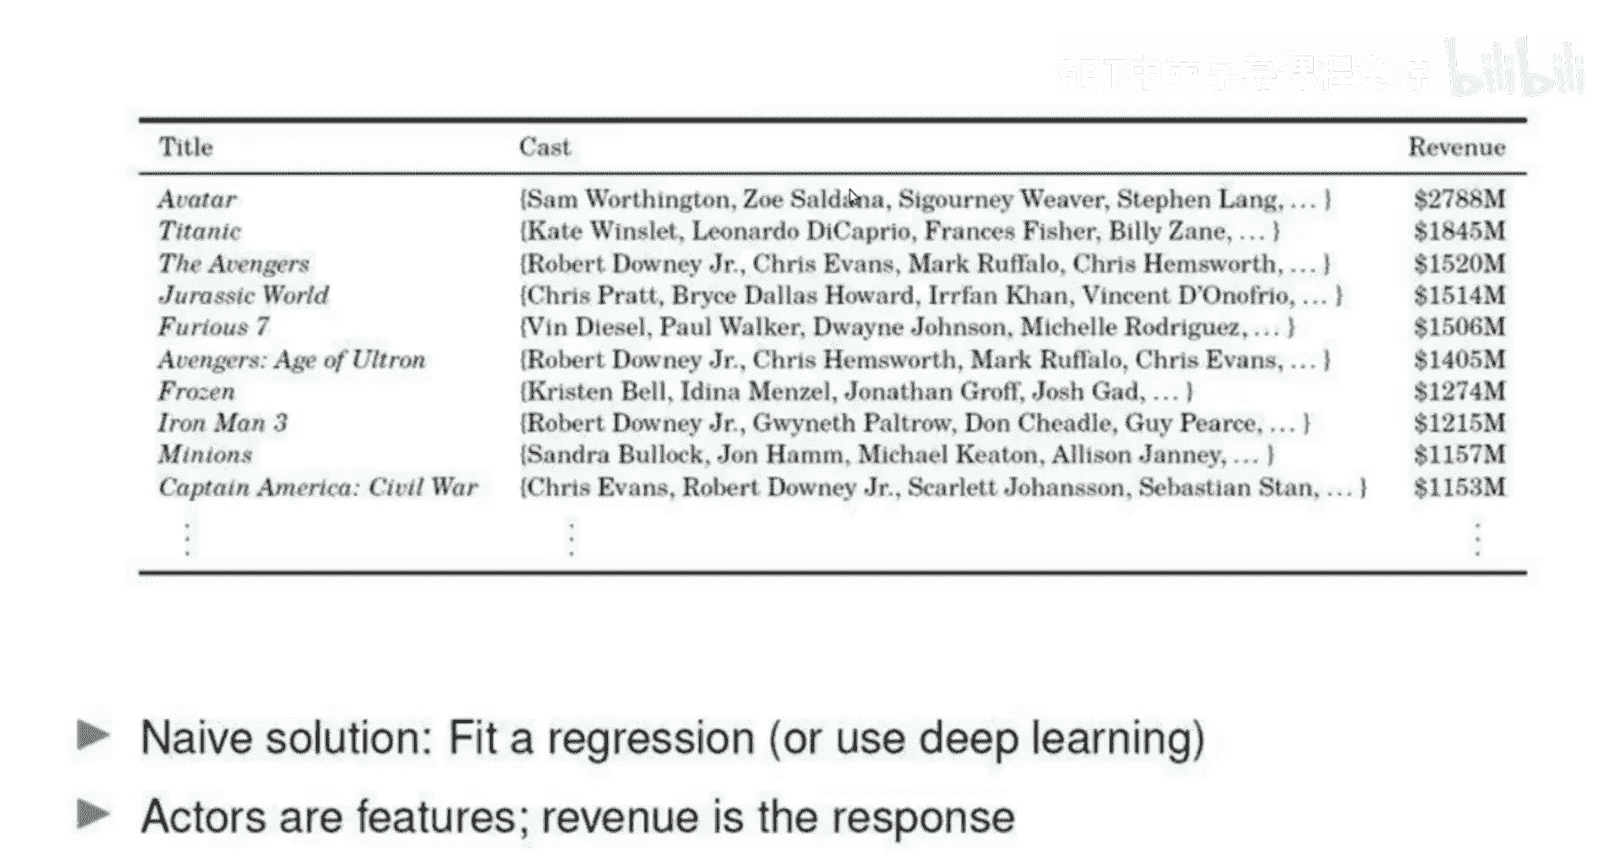 bilibili
Title Cast Revenue
Avatar {Sam Worthington, Zoe Saldana, Sigourney Weaver, Stephen Lang, ... } $2788M
Titanic {Kate Winslet, Leonardo DiCaprio, Frances Fisher, Billy Zane, ... } $1845M
The Avengers {Robert Downey Jr., Chris Evans, Mark Ruffalo, Chris Hemsworth, ... } $1520M
Jurassic World {Chris Pratt, Bryce Dallas Howard, Irrfan Khan, Vincent D'Onofrio, ... } $1514M
Furious 7 {Vin Diesel, Paul Walker, Dwayne Johnson, Michelle Rodriguez, ... } $1506M
Avengers: Age of Ultron {Robert Downey Jr., Chris Hemsworth, Mark Ruffalo, Chris Evans, ... } $1405M
Frozen {Kristen Bell, Idina Menzel, Jonathan Groff, Josh Gad, ... } $1274M
Iron Man 3 {Robert Downey Jr., Gwyneth Paltrow, Don Cheadle, Guy Pearce, ... } $1215M
Minions {Sandra Bullock, Jon Hamm, Michael Keaton, Allison Janney, ... } $1157M
Captain America: Civil War {Chris Evans, Robert Downey Jr., Scarlett Johansson, Sebastian Stan, ... } $1153M
⋮ ⋮ ⋮
Naive solution: Fit a regression (or use deep learning)
Actors are features; revenue is the response